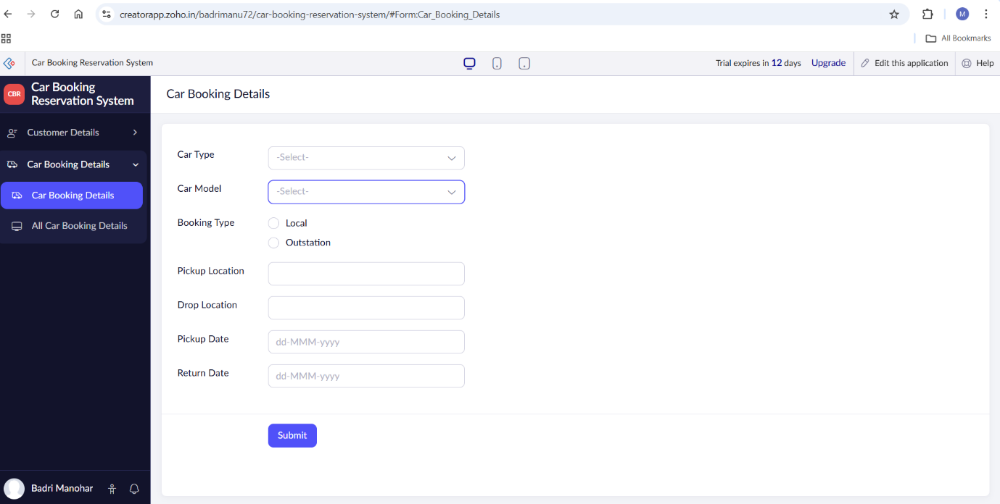 creatorapp.zoho.in/badrimanu72/car-booking-reservation-system/#Form:Car_Booking_Details
M
All Bookmarks
Car Booking Reservation System
Trial expires in 12 days Upgrade Edit this application Help
CBR
Car Booking
Reservation System
Customer Details
Car Booking Details
Car Booking Details
All Car Booking Details
Badri Manohar
Car Booking Details
Car Type -Select-
Car Model -Select-
Booking Type Local
Outstation
Pickup Location
Drop Location
Pickup Date dd-MMM-yyyy
Return Date dd-MMM-yyyy
Submit